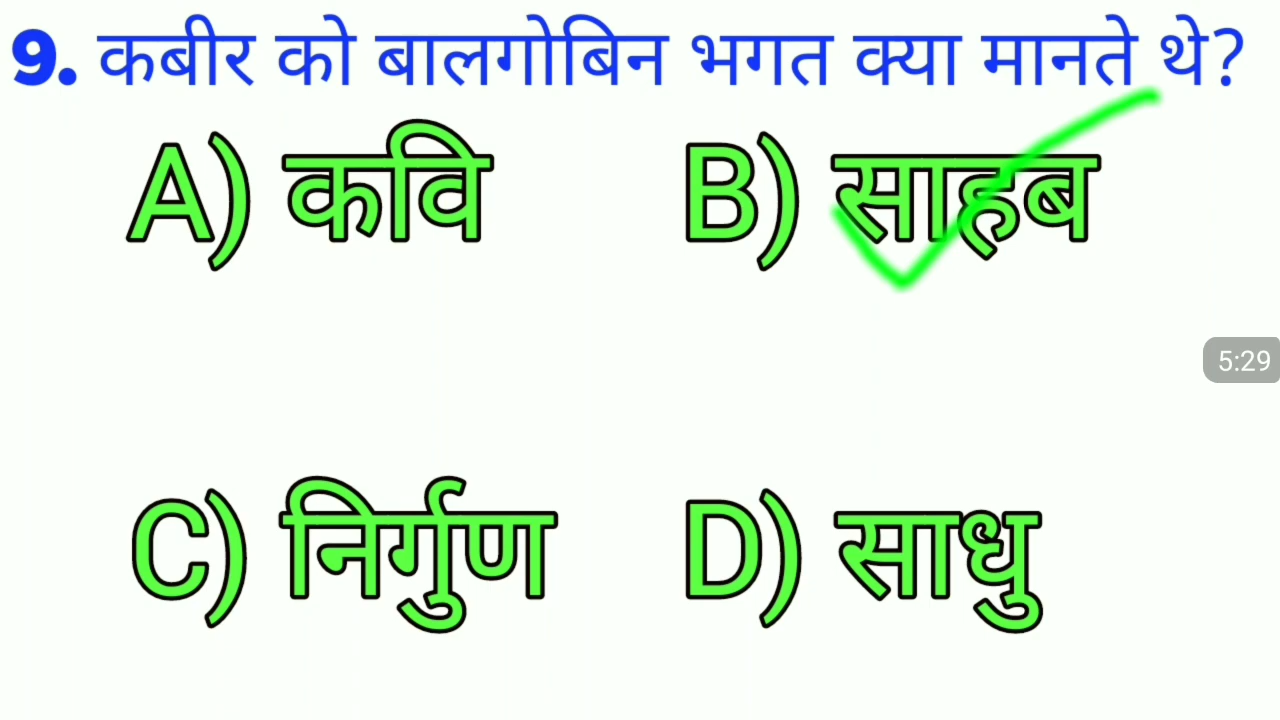 9. कबीर को बालगोबिन भगत क्या मानते थे?
A) कवि B) साहब
5:29
C) निर्गुण D) साधु